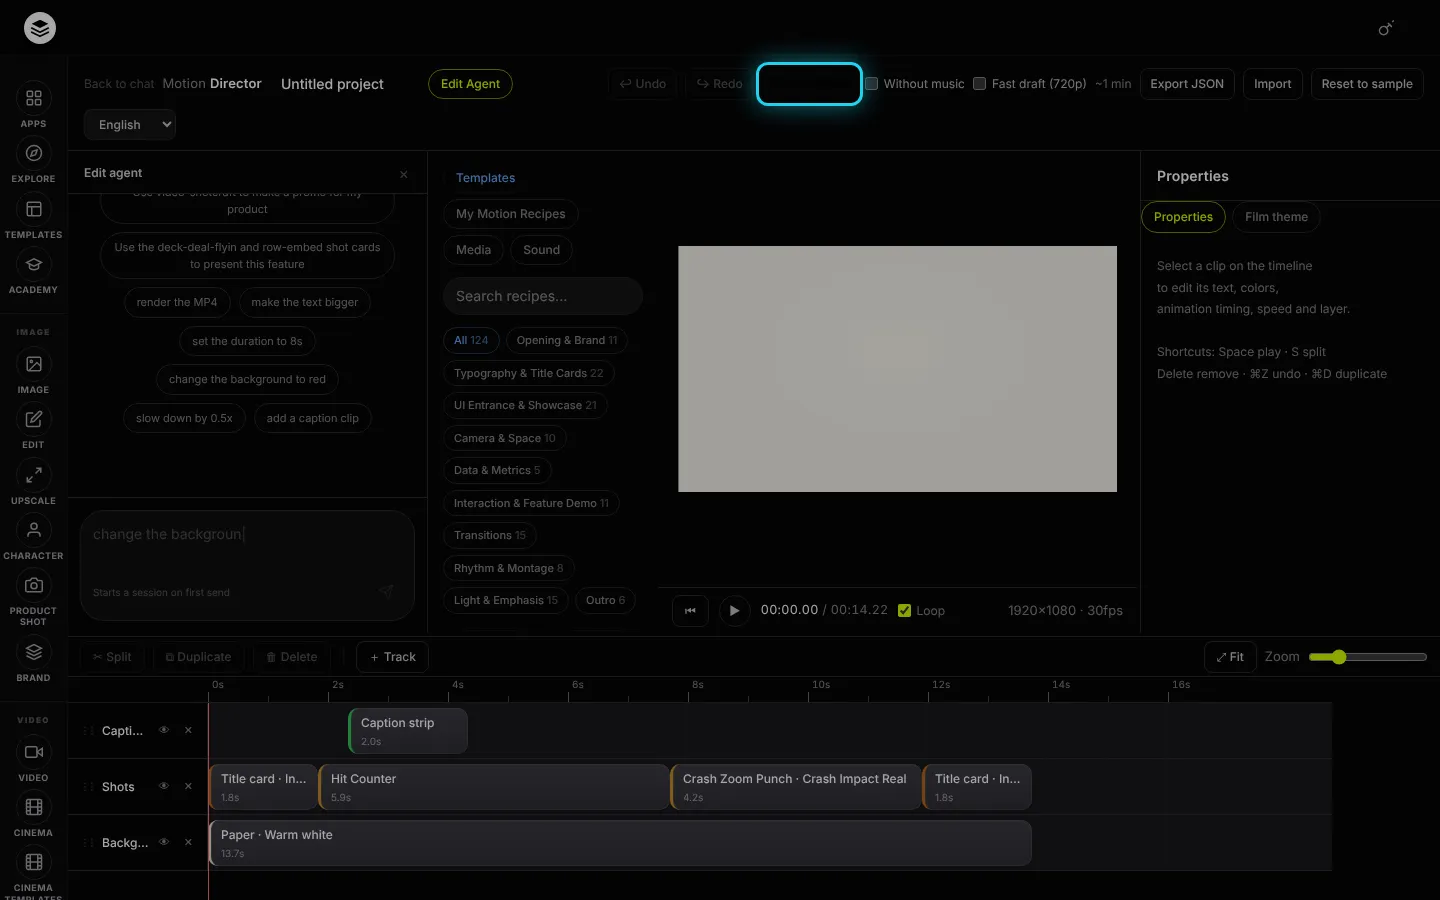 Back to chat Motion Director Untitled project Edit Agent Undo Redo Without music Fast draft (720p) ~1 min Export JSON Import Reset to sample
English
APPS
EXPLORE
TEMPLATES
ACADEMY
IMAGE
IMAGE
EDIT
UPSCALE
CHARACTER
PRODUCT
SHOT
BRAND
VIDEO
VIDEO
CINEMA
CINEMA
TEMPLATES
Edit agent ×
Use video-shotcraft to make a promo for my
product
Use the deck-deal-flyin and row-embed shot cards
to present this feature
render the MP4 make the text bigger
set the duration to 8s
change the background to red
slow down by 0.5x add a caption clip
change the backgroun
Starts a session on first send
Templates
My Motion Recipes
Media Sound
Search recipes...
All 124 Opening & Brand 11
Typography & Title Cards 22
UI Entrance & Showcase 21
Camera & Space 10
Data & Metrics 5
Interaction & Feature Demo 11
Transitions 15
Rhythm & Montage 8
Light & Emphasis 15 Outro 6
00:00.00 / 00:14.22 Loop 1920×1080 · 30fps
Properties
Properties Film theme
Select a clip on the timeline
to edit its text, colors,
animation timing, speed and layer.
Shortcuts: Space play · S split
Delete remove · ⌘Z undo · ⌘D duplicate
Split Duplicate Delete + Track Fit Zoom
0s 2s 4s 6s 8s 10s 12s 14s 16s
Capti... × Caption strip
2.0s
Shots × Title card · In... Hit Counter Crash Zoom Punch · Crash Impact Real Title card · In...
1.8s 5.9s 4.2s 1.8s
Backg... × Paper · Warm white
13.7s